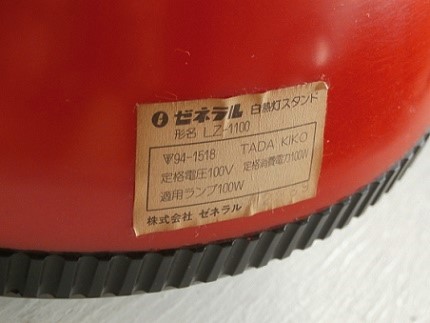 ゼネラル 白熱灯スタンド
形名 LZ-1100
94-1518 TADA KIKO
定格電圧100V 定格消費電力100W
適用ランプ100W
株式会社 ゼネラル